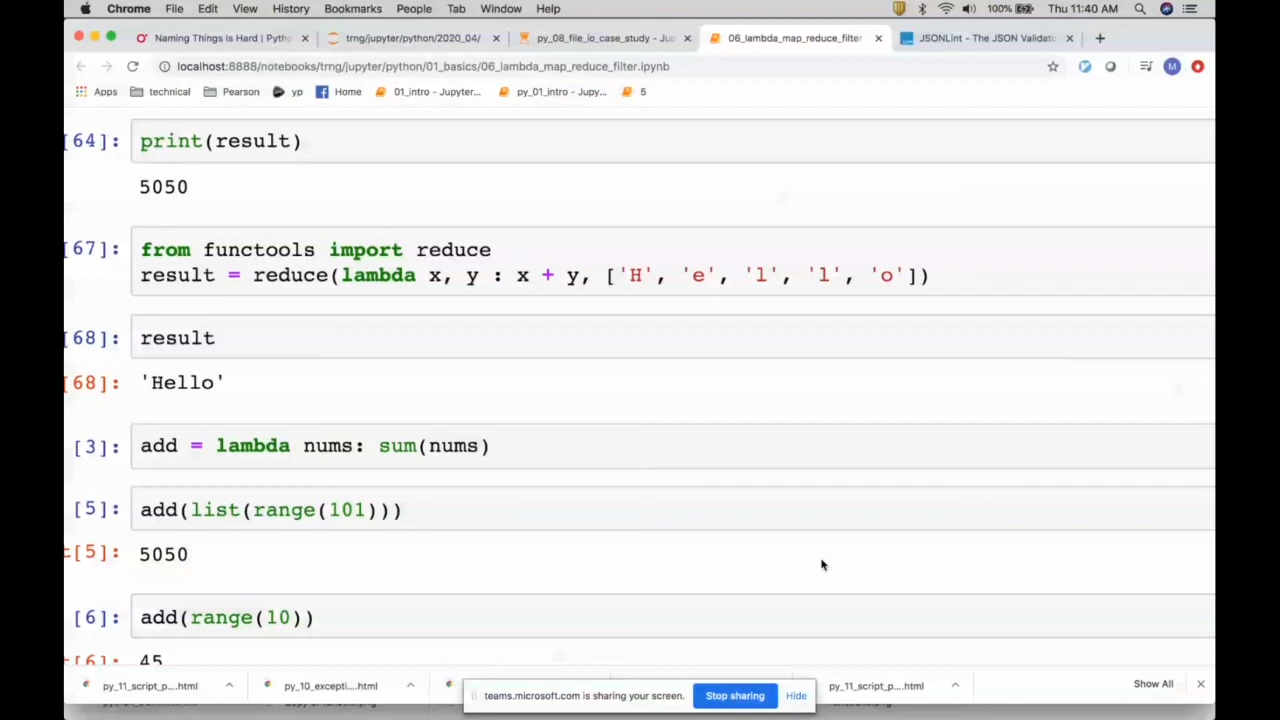 Chrome File Edit View History Bookmarks People Tab Window Help 100% Thu 11:40 AM
Naming Things Is Hard | Pytho × trng/jupyter/python/2020_04/ × py_08_file_io_case_study - Jup × 06_lambda_map_reduce_filter × JSONLint - The JSON Validato × +
localhost:8888/notebooks/trng/jupyter/python/01_basics/06_lambda_map_reduce_filter.ipynb M
Apps technical Pearson yp Home 01_intro - Jupyter... py_01_intro - Jupy... 5
[64]: print(result)
5050
[67]: from functools import reduce
result = reduce(lambda x, y : x + y, ['H', 'e', 'l', 'l', 'o'])
[68]: result
[68]: 'Hello'
[3]: add = lambda nums: sum(nums)
[5]: add(list(range(101)))
t[5]: 5050
[6]: add(range(10))
t[6]: 45
py_11_script_p....html py_10_excepti....html py_11_script_p....html Show All ×
teams.microsoft.com is sharing your screen. Stop sharing Hide